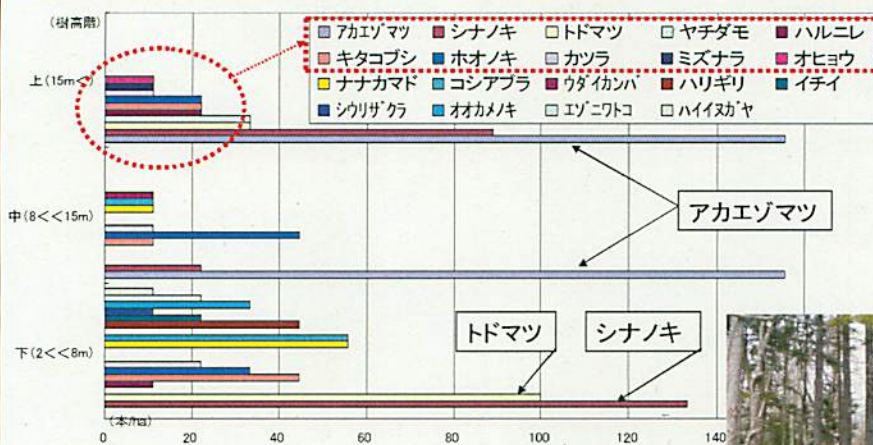 (樹高階)
アカエゾマツ シナノキ トドマツ ヤチダモ ハルニレ
キタコブシ ホオノキ カツラ ミズナラ オヒョウ
ナナカマド コシアブラ ウダイカンバ ハリギリ イチイ
シウリザクラ オオカメノキ エゾニワトコ ハイイヌガヤ
上(15m<)
アカエゾマツ
中(8<<15m)
トドマツ シナノキ
下(2<<8m)
(本/ha)
0 20 40 60 80 100 120 140